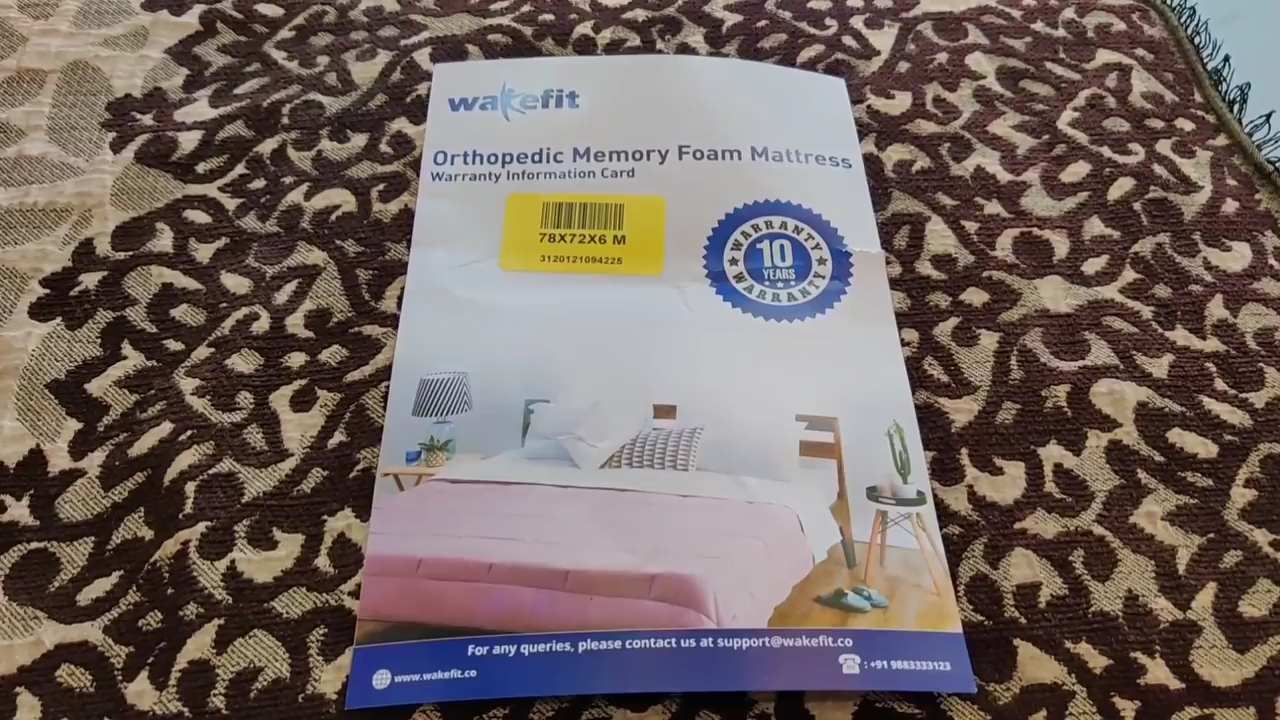 wakefit
Orthopedic Memory Foam Mattress
Warranty Information Card
78X72X6 M
3120121094225
WARRANTY
10
YEARS
WARRANTY
For any queries, please contact us at support@wakefit.co
www.wakefit.co
: +91 9883333123